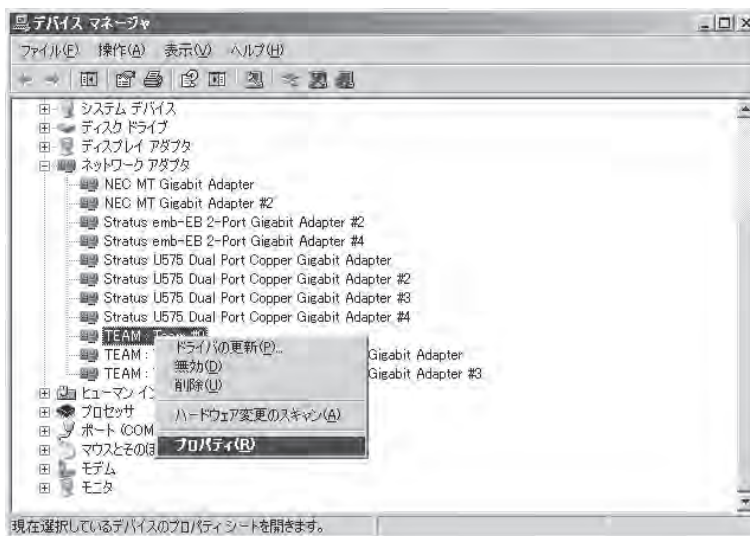 デバイス マネージャ
ファイル(F) 操作(A) 表示(V) ヘルプ(H)
システム デバイス
ディスク ドライブ
ディスプレイ アダプタ
ネットワーク アダプタ
NEC MT Gigabit Adapter
NEC MT Gigabit Adapter #2
Stratus emb-EB 2-Port Gigabit Adapter #2
Stratus emb-EB 2-Port Gigabit Adapter #4
Stratus U575 Dual Port Copper Gigabit Adapter
Stratus U575 Dual Port Copper Gigabit Adapter #2
Stratus U575 Dual Port Copper Gigabit Adapter #3
Stratus U575 Dual Port Copper Gigabit Adapter #4
TEAM : Team
ドライバの更新(P)...
TEAM : Gigabit Adapter
無効(D)
TEAM : Gigabit Adapter #3
削除(U)
ヒューマン イン
プロセッサ
ハードウェア変更のスキャン(A)
ポート (COM
マウスとそのほ
プロパティ(R)
モデム
モニタ
現在選択しているデバイスのプロパティ シートを開きます。